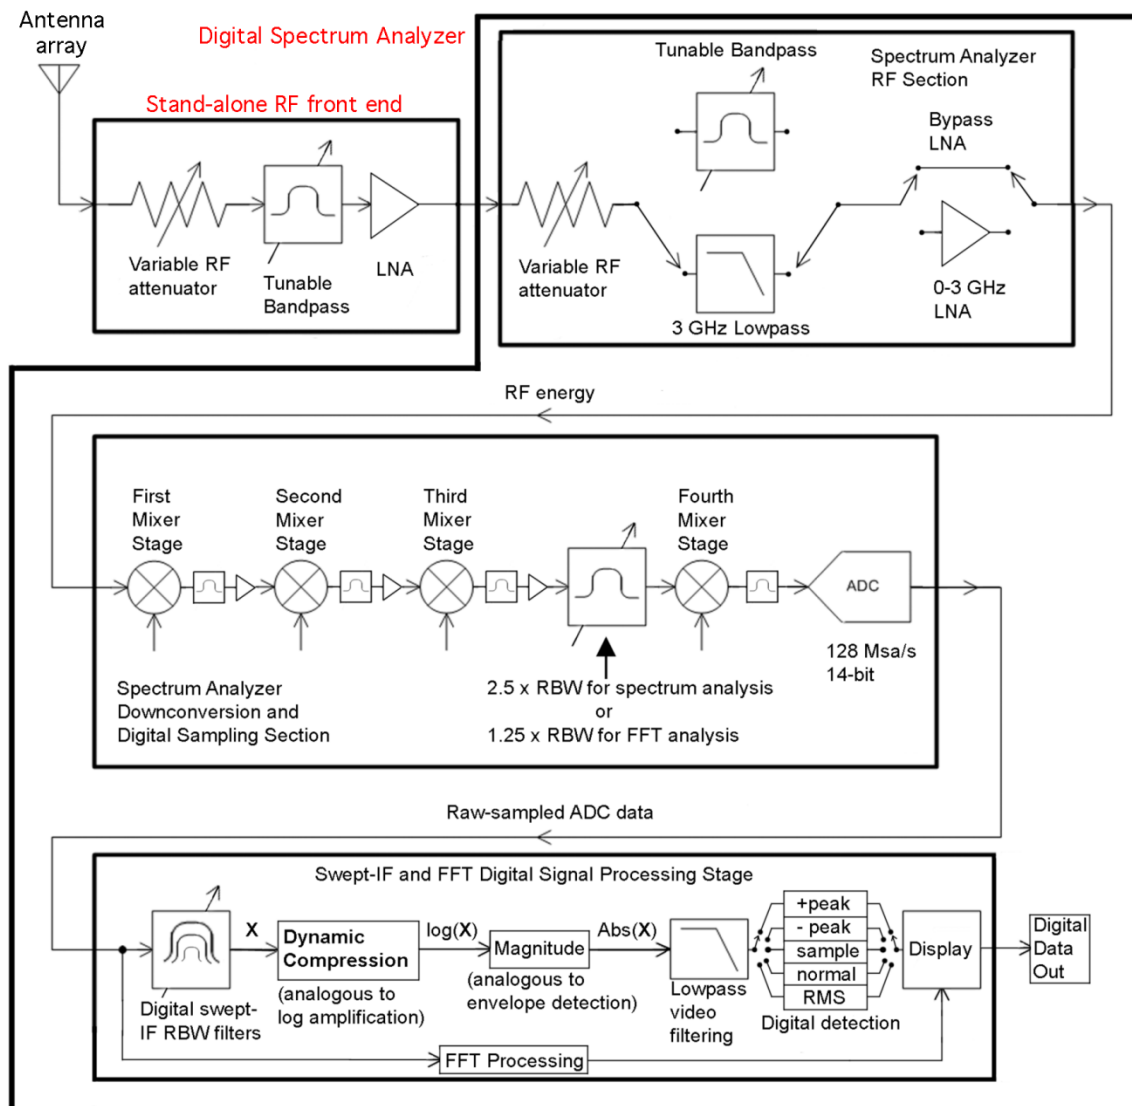 Antenna
array
Digital Spectrum Analyzer
Stand-alone RF front end
Variable RF
attenuator
Tunable
Bandpass
LNA
Tunable Bandpass
Spectrum Analyzer
RF Section
Bypass
LNA
Variable RF
attenuator
3 GHz Lowpass
0-3 GHz
LNA
RF energy
First
Mixer
Stage
Second
Mixer
Stage
Third
Mixer
Stage
Fourth
Mixer
Stage
ADC
128 Msa/s
14-bit
Spectrum Analyzer
Downconversion and
Digital Sampling Section
2.5 x RBW for spectrum analysis
or
1.25 x RBW for FFT analysis
Raw-sampled ADC data
Swept-IF and FFT Digital Signal Processing Stage
Digital swept-
IF RBW filters
X
Dynamic
Compression
(analogous to
log amplification)
log(X)
Magnitude
(analogous to
envelope detection)
Abs(X)
Lowpass
video
filtering
+peak
- peak
sample
normal
RMS
Digital detection
Display
Digital
Data
Out
FFT Processing